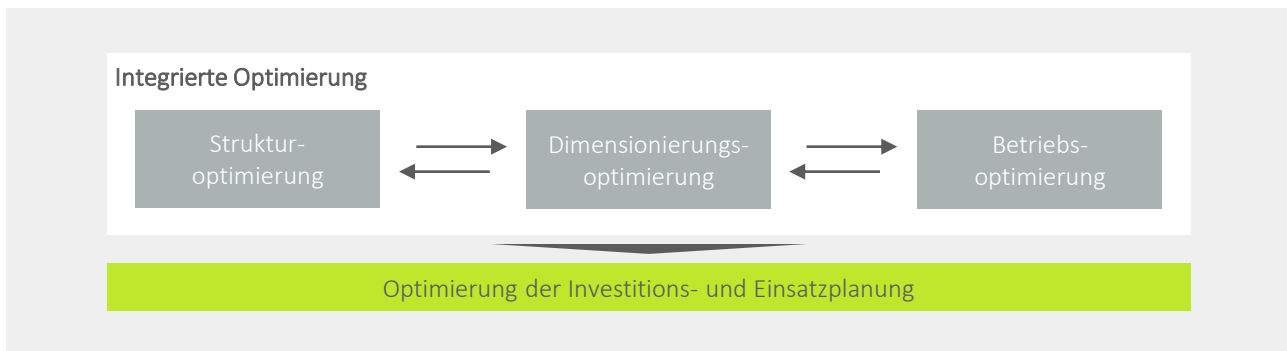 Integrierte Optimierung
Struktur-
optimierung
Dimensionierungs-
optimierung
Betriebs-
optimierung
Optimierung der Investitions- und Einsatzplanung